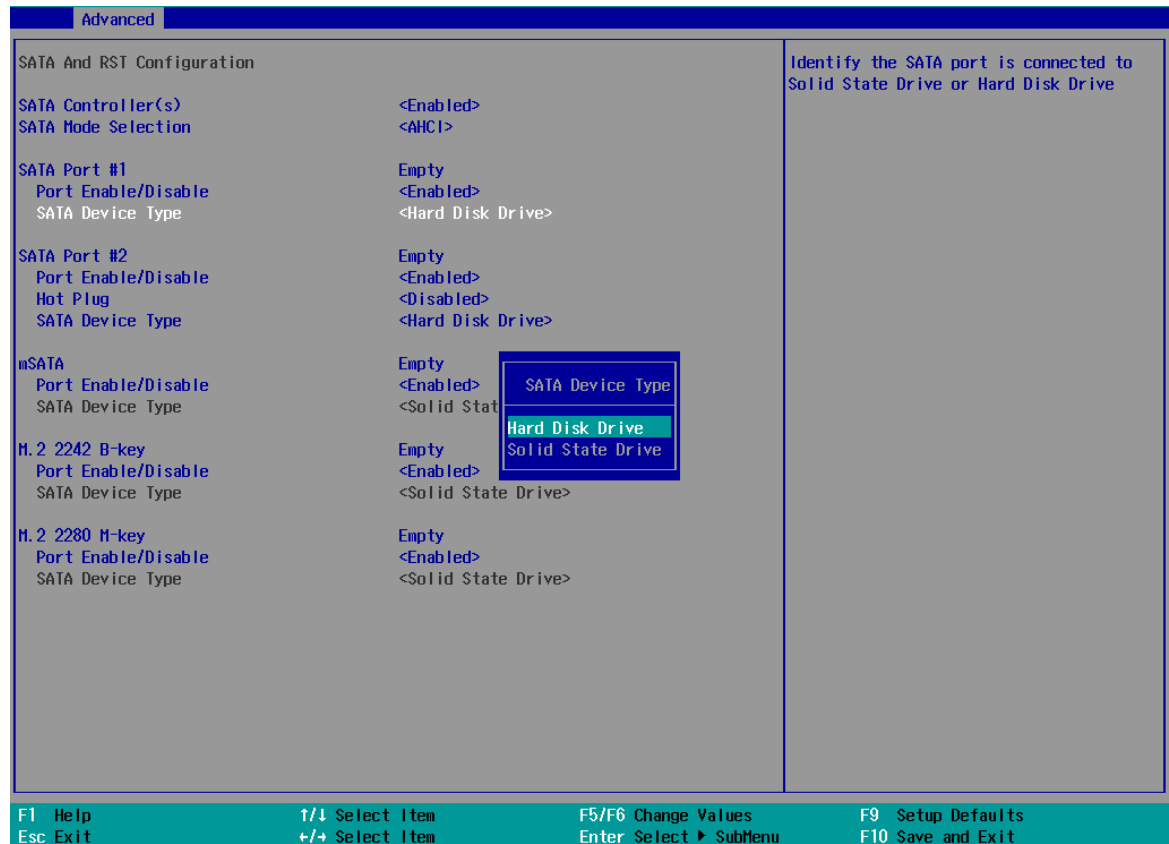 Advanced
SATA And RST Configuration
Identify the SATA port is connected to
Solid State Drive or Hard Disk Drive
SATA Controller(s) <Enabled>
SATA Mode Selection <AHCI>
SATA Port #1 Empty
Port Enable/Disable <Enabled>
SATA Device Type <Hard Disk Drive>
SATA Port #2 Empty
Port Enable/Disable <Enabled>
Hot Plug <Disabled>
SATA Device Type <Hard Disk Drive>
mSATA Empty
Port Enable/Disable <Enabled>
SATA Device Type <Solid Stat
SATA Device Type
Hard Disk Drive
Solid State Drive
M.2 2242 B-key Empty
Port Enable/Disable <Enabled>
SATA Device Type <Solid State Drive>
M.2 2280 M-key Empty
Port Enable/Disable <Enabled>
SATA Device Type <Solid State Drive>
F1 Help ↑/↓ Select Item F5/F6 Change Values F9 Setup Defaults
Esc Exit ←/→ Select Item Enter Select ▶ SubMenu F10 Save and Exit